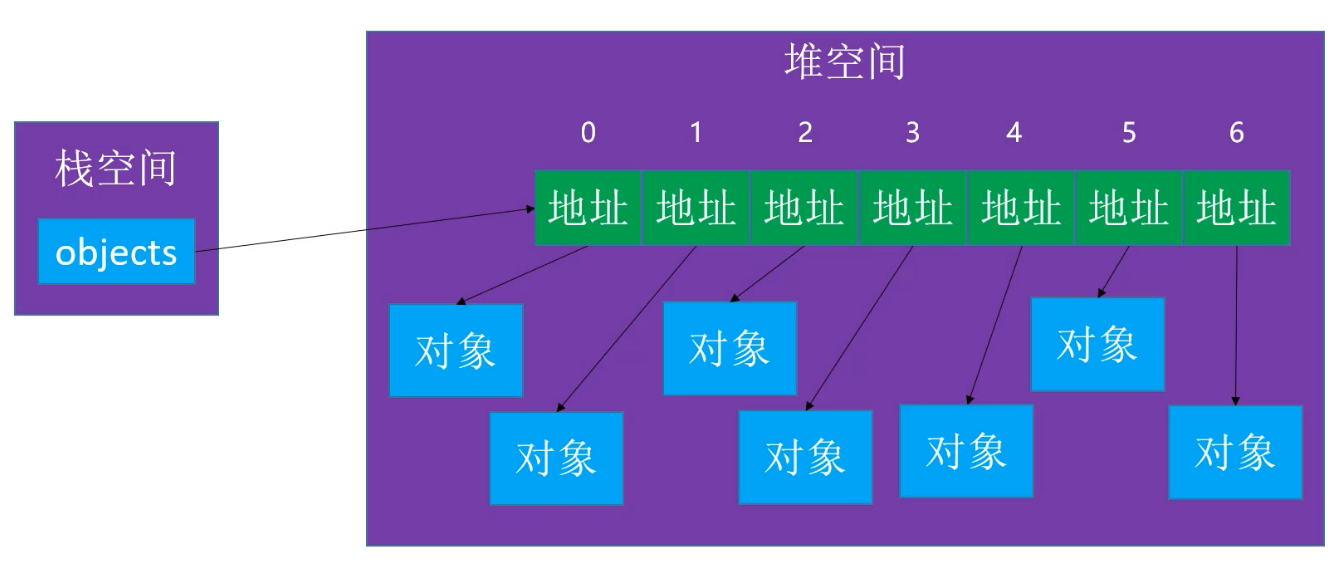 堆空间
0 1 2 3 4 5 6
栈空间
objects
地址 地址 地址 地址 地址 地址 地址
对象 对象 对象
对象 对象 对象 对象